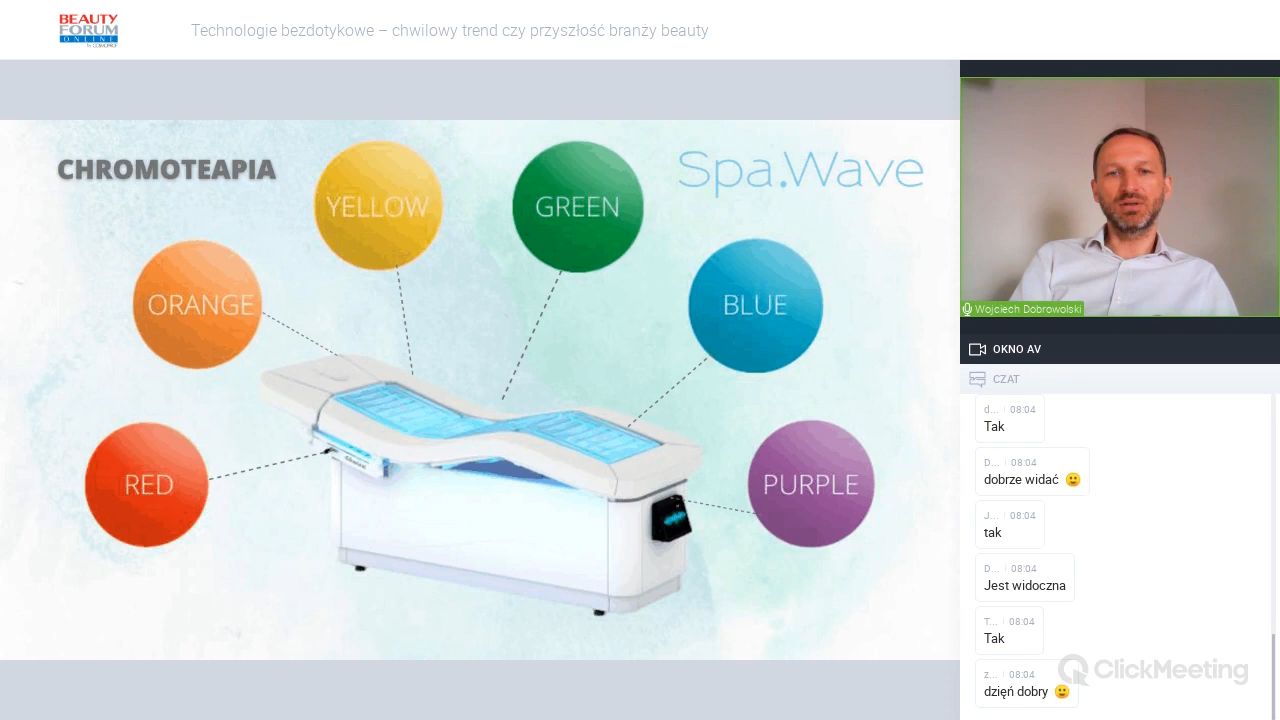 BEAUTY
FORUM
ONLINE
Technologie bezdotykowe – chwilowy trend czy przyszłość branży beauty
CHROMOTEAPIA
Spa.Wave
YELLOW
GREEN
ORANGE
BLUE
RED
PURPLE
Wojciech Dobrowolski
OKNO AV
CZAT
d... 08:04
Tak
D... 08:04
dobrze widać 🙂
J... 08:04
tak
D... 08:04
Jest widoczna
T... 08:04
Tak
z... 08:04
dzięń dobry 🙂
ClickMeeting